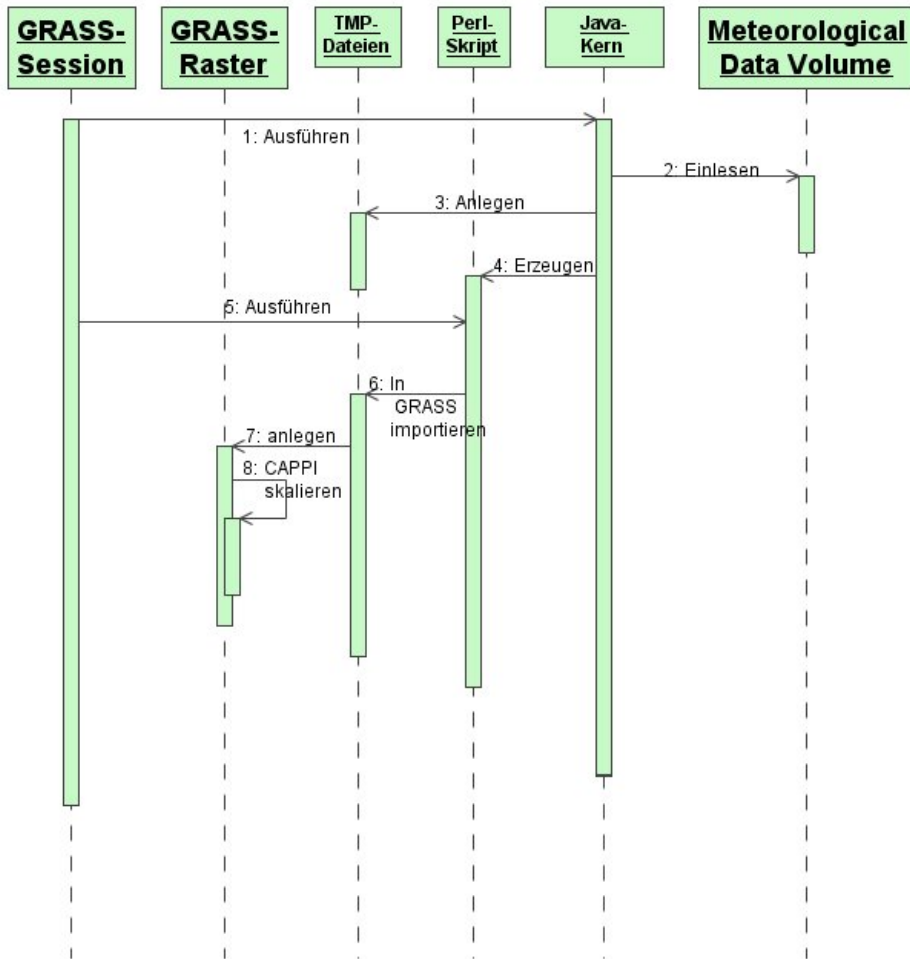 GRASS-
Session
GRASS-
Raster
TMP-
Dateien
Perl-
Skript
Java-
Kern
Meteorological
Data Volume
1: Ausführen
2: Einlesen
3: Anlegen
4: Erzeugen
5: Ausführen
6: In
GRASS
importieren
7: anlegen
8: CAPPI
skalieren